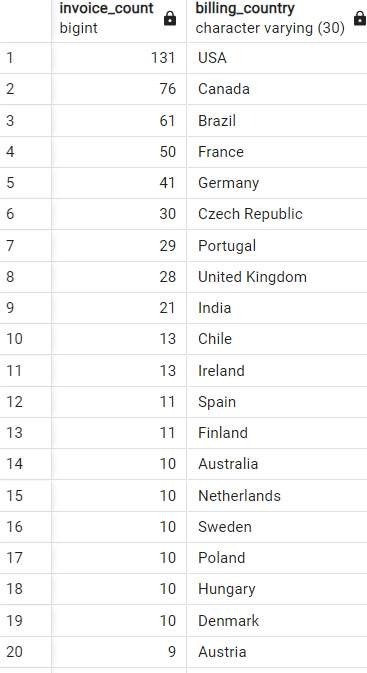 invoice_count billing_country
bigint character varying (30)
1 131 USA
2 76 Canada
3 61 Brazil
4 50 France
5 41 Germany
6 30 Czech Republic
7 29 Portugal
8 28 United Kingdom
9 21 India
10 13 Chile
11 13 Ireland
12 11 Spain
13 11 Finland
14 10 Australia
15 10 Netherlands
16 10 Sweden
17 10 Poland
18 10 Hungary
19 10 Denmark
20 9 Austria